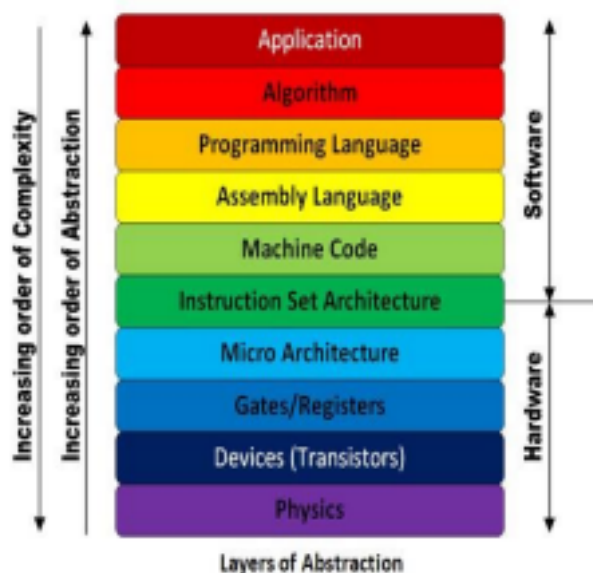 Increasing order of Complexity
Increasing order of Abstraction
Application
Algorithm
Programming Language
Assembly Language
Machine Code
Instruction Set Architecture
Micro Architecture
Gates/Registers
Devices (Transistors)
Physics
Software
Hardware
Layers of Abstraction